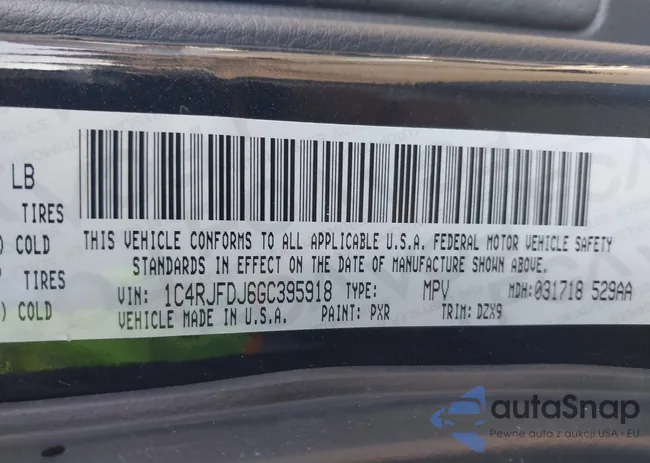 LB
TIRES
COLD
TIRES
COLD
THIS VEHICLE CONFORMS TO ALL APPLICABLE U.S.A. FEDERAL MOTOR VEHICLE SAFETY
STANDARDS IN EFFECT ON THE DATE OF MANUFACTURE SHOWN ABOVE.
VIN: 1C4RJFDJ6GC395918 TYPE: MPV MDH:031718 529AA
VEHICLE MADE IN U.S.A. PAINT: PXR TRIM: DZX9
autaSnap
Pewne auta z aukcji USA • EU